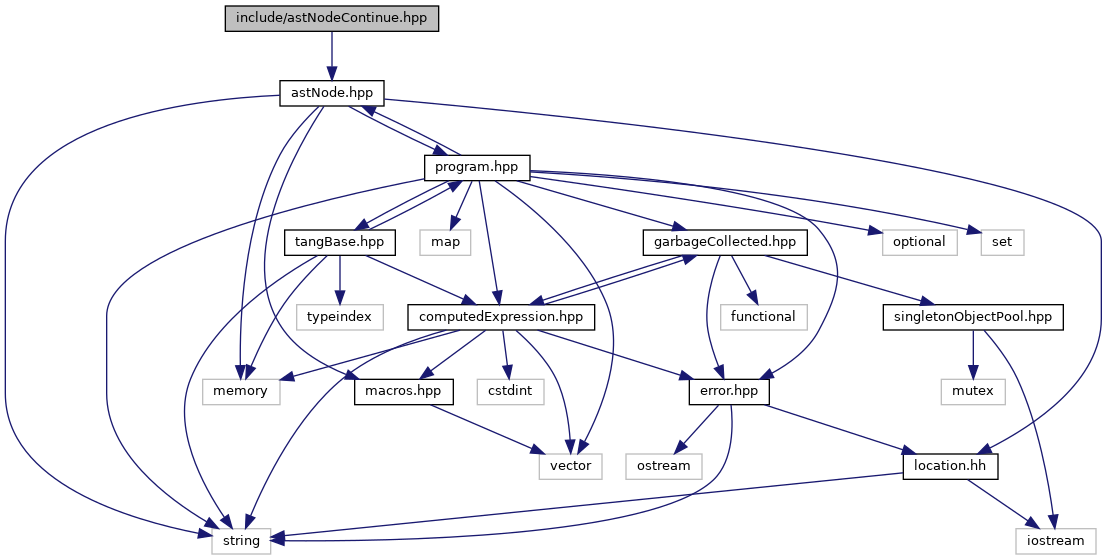 include/astNodeContinue.hpp
astNode.hpp
program.hpp
tangBase.hpp
map
garbageCollected.hpp
optional
set
typeindex
computedExpression.hpp
functional
singletonObjectPool.hpp
memory
macros.hpp
cstdint
error.hpp
mutex
vector
ostream
location.hh
string
iostream